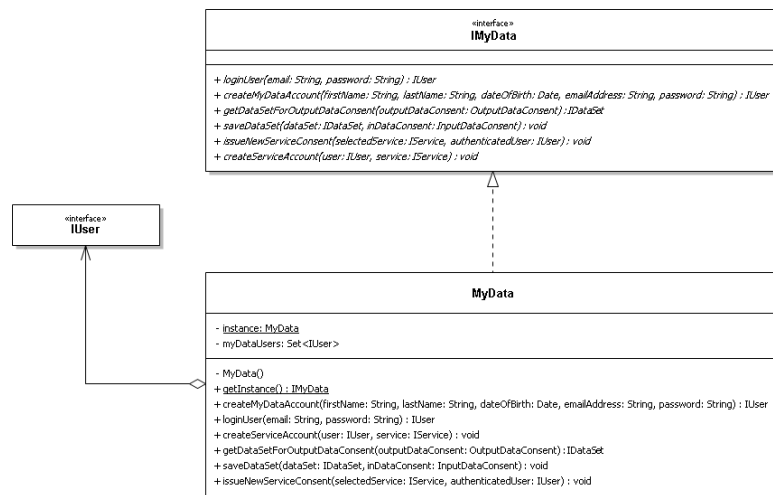 «interface»
IMyData
+ loginUser(email: String, password: String) : IUser
+ createMyDataAccount(firstName: String, lastName: String, dateOfBirth: Date, emailAddress: String, password: String) : IUser
+ getDataSetForOutputDataConsent(outputDataConsent: OutputDataConsent) :IDataSet
+ saveDataSet(dataSet: IDataSet, inDataConsent: InputDataConsent) : void
+ issueNewServiceConsent(selectedService: IService, authenticatedUser: IUser) : void
+ createServiceAccount(user: IUser, service: IService) : void
«interface»
IUser
MyData
- instance: MyData
- myDataUsers: Set<IUser>
- MyData()
+ getInstance() : IMyData
+ createMyDataAccount(firstName: String, lastName: String, dateOfBirth: Date, emailAddress: String, password: String) : IUser
+ loginUser(email: String, password: String) : IUser
+ createServiceAccount(user: IUser, service: IService) : void
+ getDataSetForOutputDataConsent(outputDataConsent: OutputDataConsent) :IDataSet
+ saveDataSet(dataSet: IDataSet, inDataConsent: InputDataConsent) : void
+ issueNewServiceConsent(selectedService: IService, authenticatedUser: IUser) : void